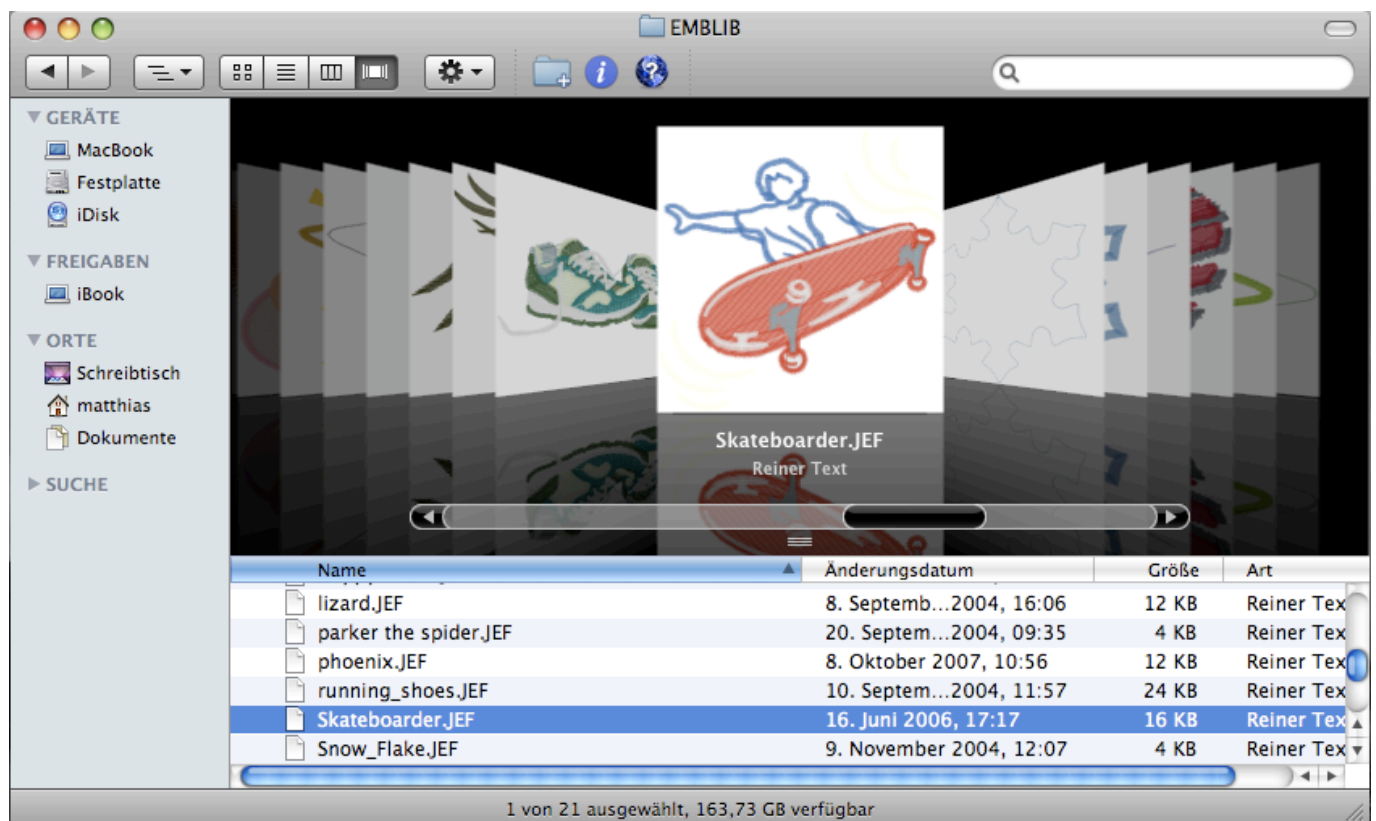 EMBLIB
GERÄTE
MacBook
Festplatte
iDisk
FREIGABEN
iBook
ORTE
Schreibtisch
matthias
Dokumente
SUCHE
Skateboarder.JEF
Reiner Text
Name Änderungsdatum Größe Art
lizard.JEF 8. Septemb...2004, 16:06 12 KB Reiner Tex
parker the spider.JEF 20. Septem...2004, 09:35 4 KB Reiner Tex
phoenix.JEF 8. Oktober 2007, 10:56 12 KB Reiner Tex
running_shoes.JEF 10. Septem...2004, 11:57 24 KB Reiner Tex
Skateboarder.JEF 16. Juni 2006, 17:17 16 KB Reiner Tex
Snow_Flake.JEF 9. November 2004, 12:07 4 KB Reiner Tex
1 von 21 ausgewählt, 163,73 GB verfügbar